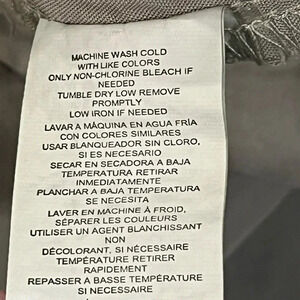 MACHINE WASH COLD
WITH LIKE COLORS
ONLY NON-CHLORINE BLEACH IF
NEEDED
TUMBLE DRY LOW REMOVE
PROMPTLY
LOW IRON IF NEEDED
LAVAR A MÁQUINA EN AGUA FRÍA
CON COLORES SIMILARES
USAR BLANQUEADOR SIN CLORO,
SI ES NECESARIO
SECAR EN SECADORA A BAJA
TEMPERATURA RETIRAR
INMEDIATAMENTE
PLANCHAR A BAJA TEMPERATURA
SE NECESITA
LAVER EN MACHINE À FROID,
SÉPARER LES COULEURS
UTILISER UN AGENT BLANCHISSANT
NON
DÉCOLORANT, SI NÉCESSAIRE
TEMPÉRATURE RETIRER
RAPIDEMENT
REPASSER A BASSE TEMPÉRATURE
SI NECESSAIRE